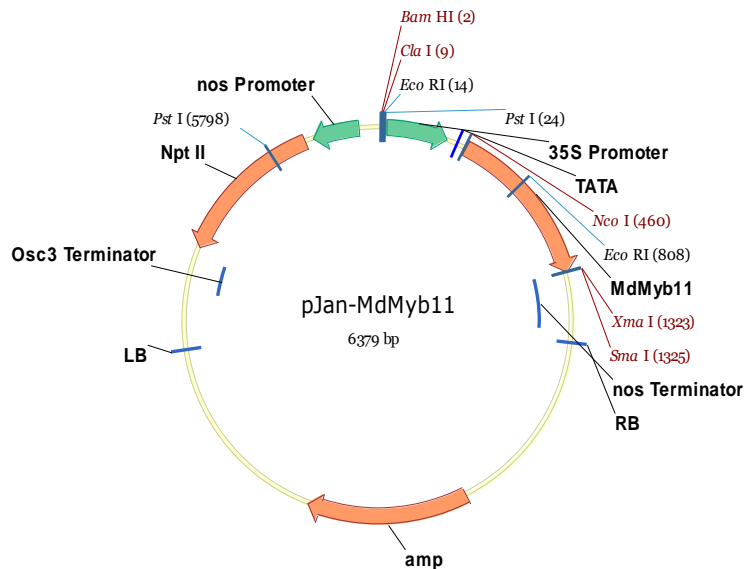 Bam HI (2)
Cla I (9)
nos Promoter
Eco RI (14)
Pst I (5798)
Pst I (24)
Npt II
35S Promoter
TATA
Nco I (460)
Osc3 Terminator
Eco RI (808)
MdMyb11
pJan-MdMyb11
6379 bp
Xma I (1323)
LB
Sma I (1325)
nos Terminator
RB
amp